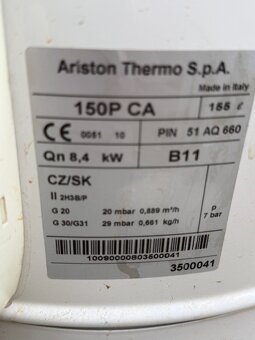 Ariston Thermo S.p.A.
Made in Italy
150P CA 155 ℓ
CE 0051 10 PIN 51 AQ 660
Qn 8,4 kW B11
CZ/SK
II 2H3B/P
G 20 20 mbar 0,889 m³/h
G 30/G31 29 mbar 0,661 kg/h
p
7 bar
10090000803500041
3500041